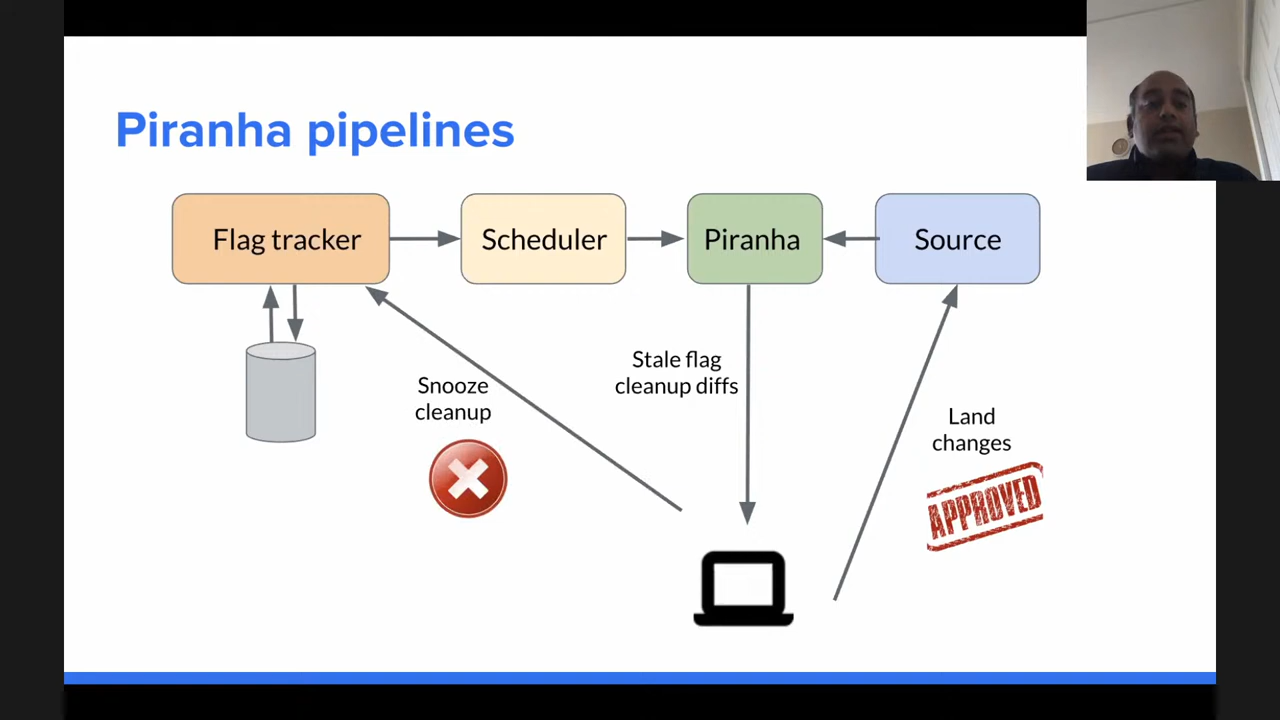 Piranha pipelines
Flag tracker
Scheduler
Piranha
Source
Stale flag
cleanup diffs
Snooze
cleanup
Land
changes
APPROVED